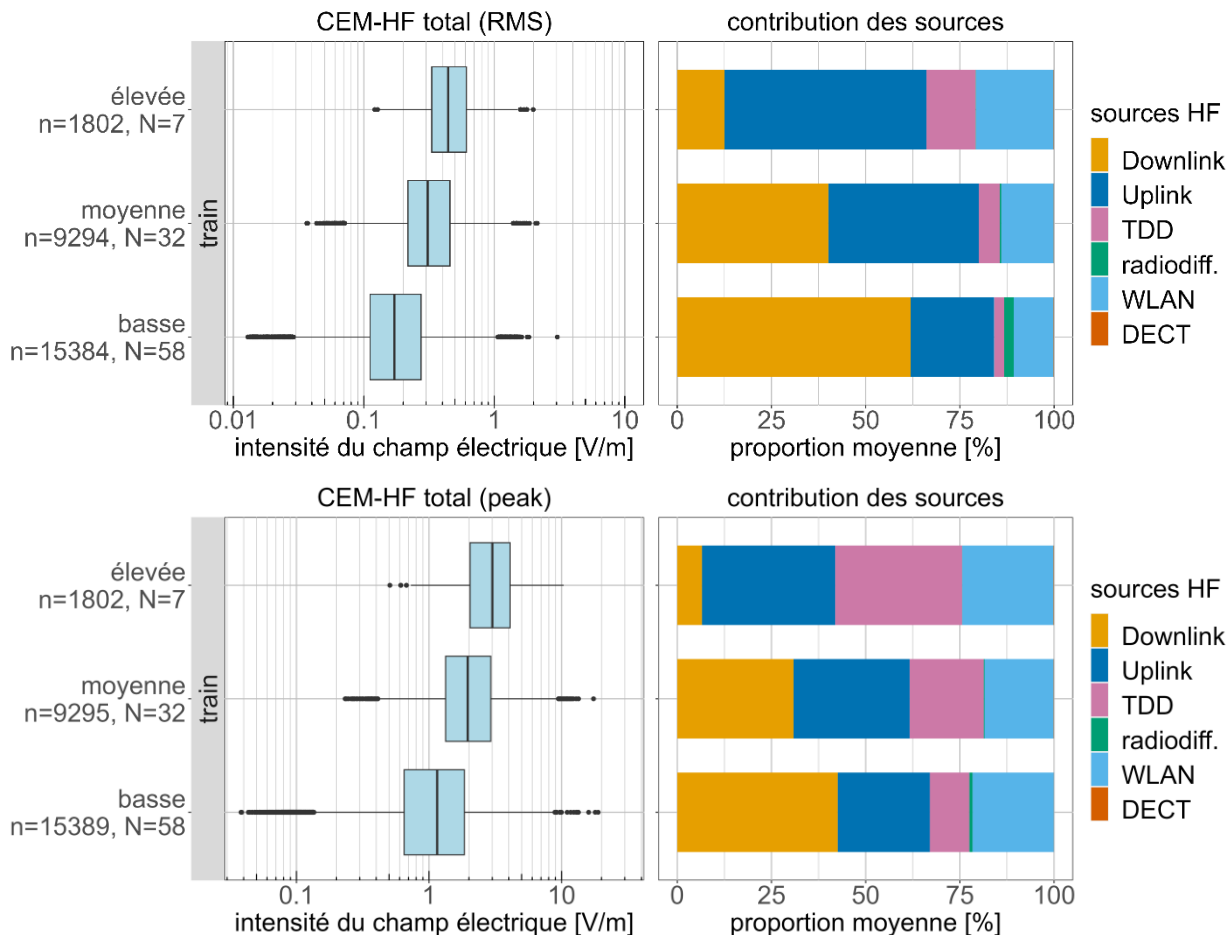 CEM-HF total (RMS)
contribution des sources
élevée
n=1802, N=7
moyenne
n=9294, N=32
basse
n=15384, N=58
train
0.01 0.1 1 10
intensité du champ électrique [V/m]
0 25 50 75 100
proportion moyenne [%]
sources HF
Downlink
Uplink
TDD
radiodiff.
WLAN
DECT
CEM-HF total (peak)
contribution des sources
élevée
n=1802, N=7
moyenne
n=9295, N=32
basse
n=15389, N=58
train
0.1 1 10
intensité du champ électrique [V/m]
0 25 50 75 100
proportion moyenne [%]
sources HF
Downlink
Uplink
TDD
radiodiff.
WLAN
DECT